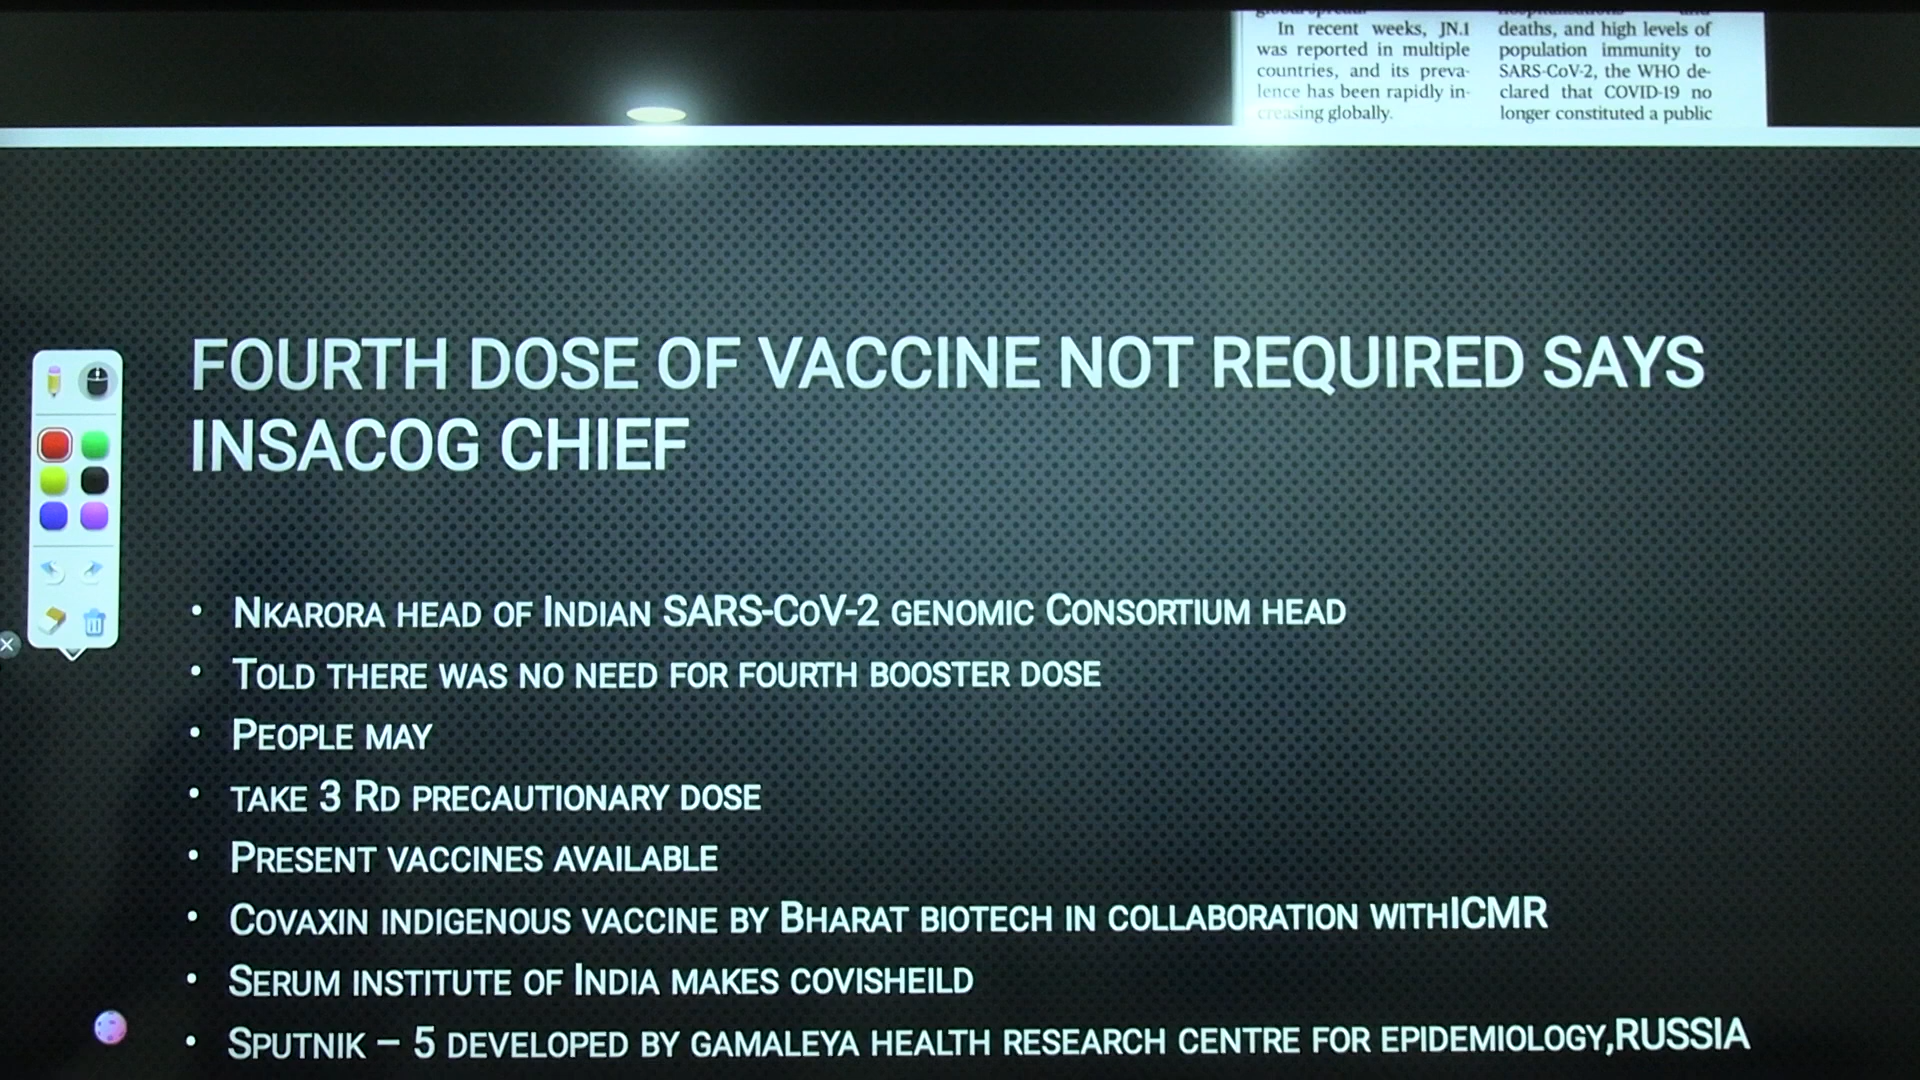 In recent weeks, JN.1
was reported in multiple
countries, and its preva-
lence has been rapidly in-
creasing globally.
deaths, and high levels of
population immunity to
SARS-CoV-2, the WHO de-
clared that COVID-19 no
longer constituted a public
FOURTH DOSE OF VACCINE NOT REQUIRED SAYS
INSACOG CHIEF
• NKARORA HEAD OF INDIAN SARS-COV-2 GENOMIC CONSORTIUM HEAD
• TOLD THERE WAS NO NEED FOR FOURTH BOOSTER DOSE
• PEOPLE MAY
• TAKE 3 RD PRECAUTIONARY DOSE
• PRESENT VACCINES AVAILABLE
• COVAXIN INDIGENOUS VACCINE BY BHARAT BIOTECH IN COLLABORATION WITHICMR
• SERUM INSTITUTE OF INDIA MAKES COVISHEILD
• SPUTNIK – 5 DEVELOPED BY GAMALEYA HEALTH RESEARCH CENTRE FOR EPIDEMIOLOGY,RUSSIA